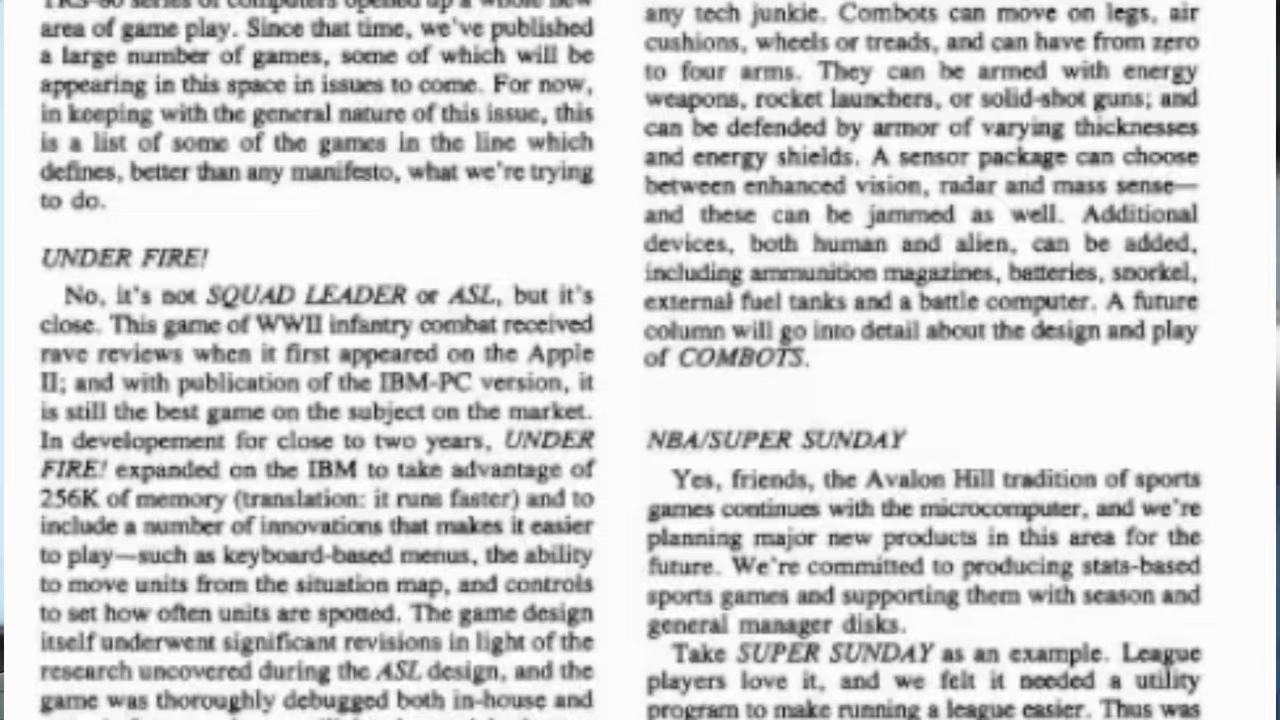 area of game play. Since that time, we've published
a large number of games, some of which will be
appearing in this space in issues to come. For now,
in keeping with the general nature of this issue, this
is a list of some of the games in the line which
defines, better than any manifesto, what we're trying
to do.
UNDER FIRE!
No, it's not SQUAD LEADER or ASL, but it's
close. This game of WWII infantry combat received
rave reviews when it first appeared on the Apple
II; and with publication of the IBM-PC version, it
is still the best game on the subject on the market.
In developement for close to two years, UNDER
FIRE! expanded on the IBM to take advantage of
256K of memory (translation: it runs faster) and to
include a number of innovations that makes it easier
to play—such as keyboard-based menus, the ability
to move units from the situation map, and controls
to set how often units are spotted. The game design
itself underwent significant revisions in light of the
research uncovered during the ASL design, and the
game was thoroughly debugged both in-house and
any tech junkie. Combots can move on legs, air
cushions, wheels or treads, and can have from zero
to four arms. They can be armed with energy
weapons, rocket launchers, or solid-shot guns; and
can be defended by armor of varying thicknesses
and energy shields. A sensor package can choose
between enhanced vision, radar and mass sense—
and these can be jammed as well. Additional
devices, both human and alien, can be added,
including ammunition magazines, batteries, snorkel,
external fuel tanks and a battle computer. A future
column will go into detail about the design and play
of COMBOTS.
NBA/SUPER SUNDAY
Yes, friends, the Avalon Hill tradition of sports
games continues with the microcomputer, and we're
planning major new products in this area for the
future. We're committed to producing stats-based
sports games and supporting them with season and
general manager disks.
Take SUPER SUNDAY as an example. League
players love it, and we felt it needed a utility
program to make running a league easier. Thus was